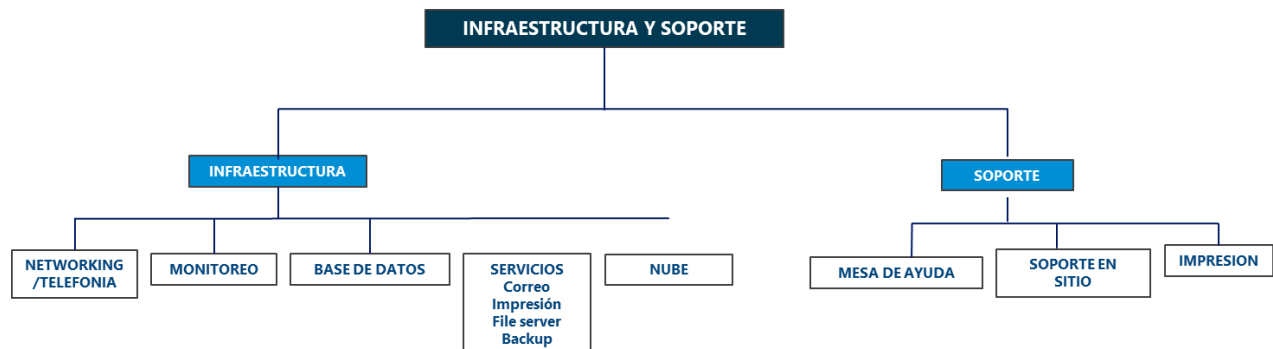 INFRAESTRUCTURA Y SOPORTE
INFRAESTRUCTURA
SOPORTE
NETWORKING
/TELEFONIA
MONITOREO
BASE DE DATOS
SERVICIOS
Correo
Impresión
File server
Backup
NUBE
MESA DE AYUDA
SOPORTE EN
SITIO
IMPRESION